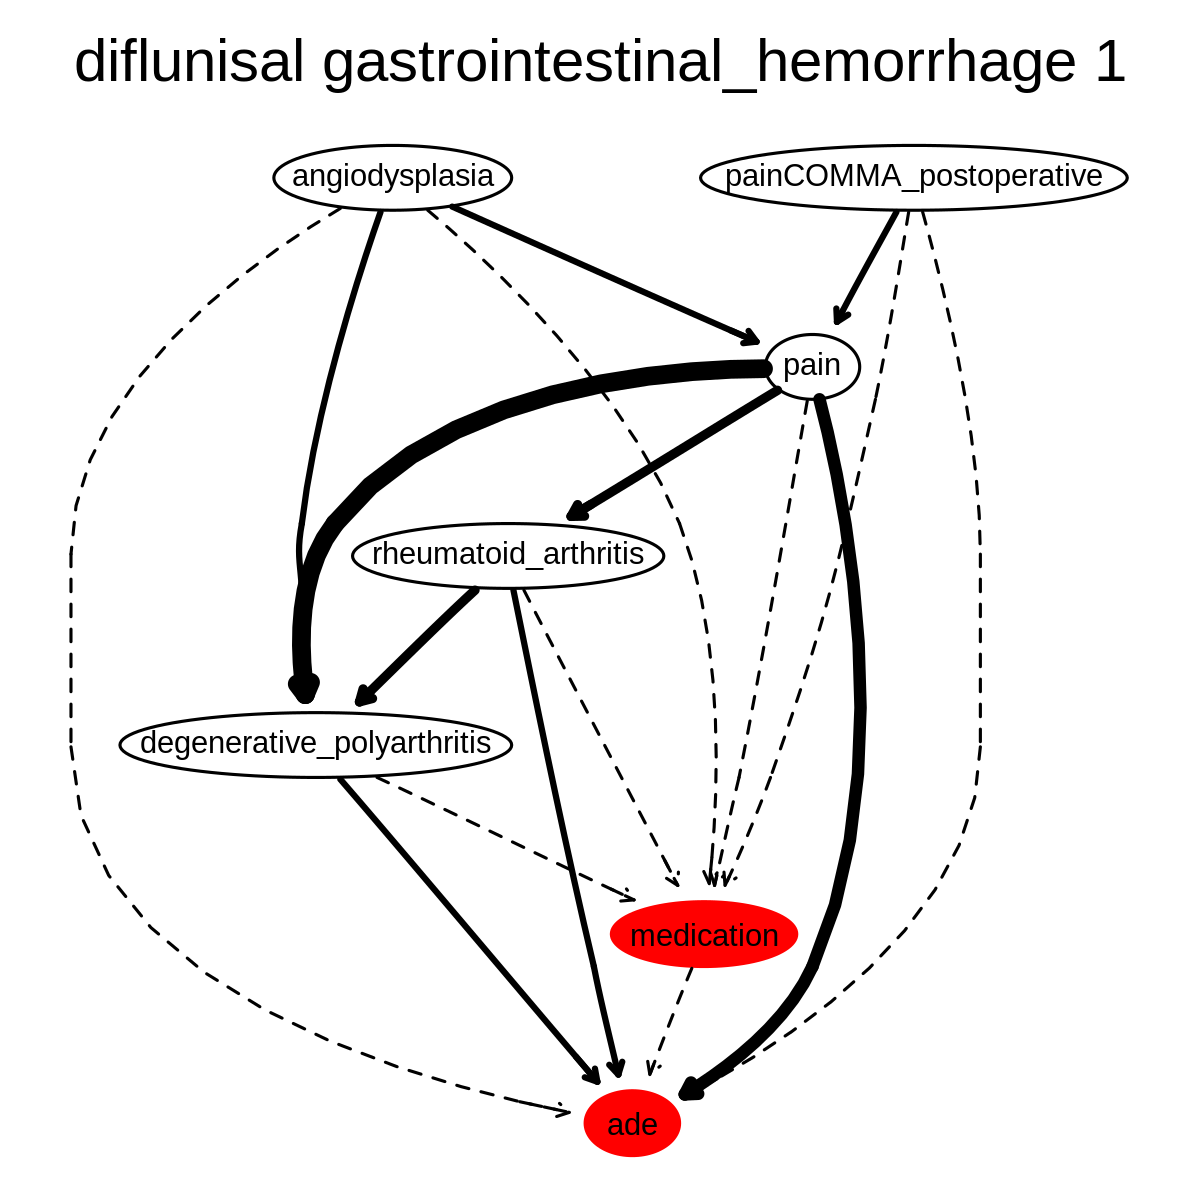 diflunisal gastrointestinal_hemorrhage 1
angiodysplasia
painCOMMA_postoperative
pain
rheumatoid_arthritis
degenerative_polyarthritis
medication
ade